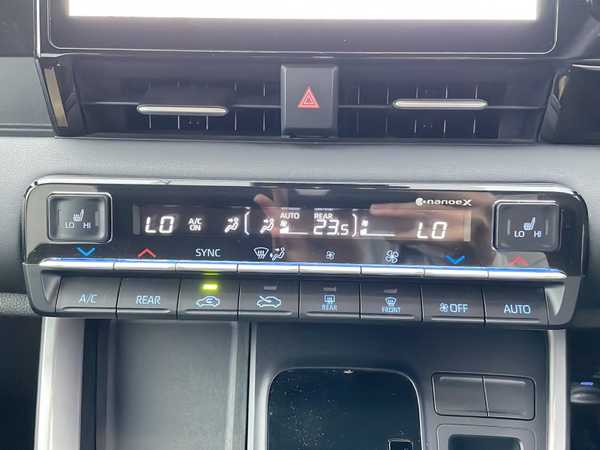 nanoeX
AUTO REAR
LO A/C ON 23.5 LO
LO HI
LO HI
SYNC
A/C REAR REAR FRONT OFF AUTO